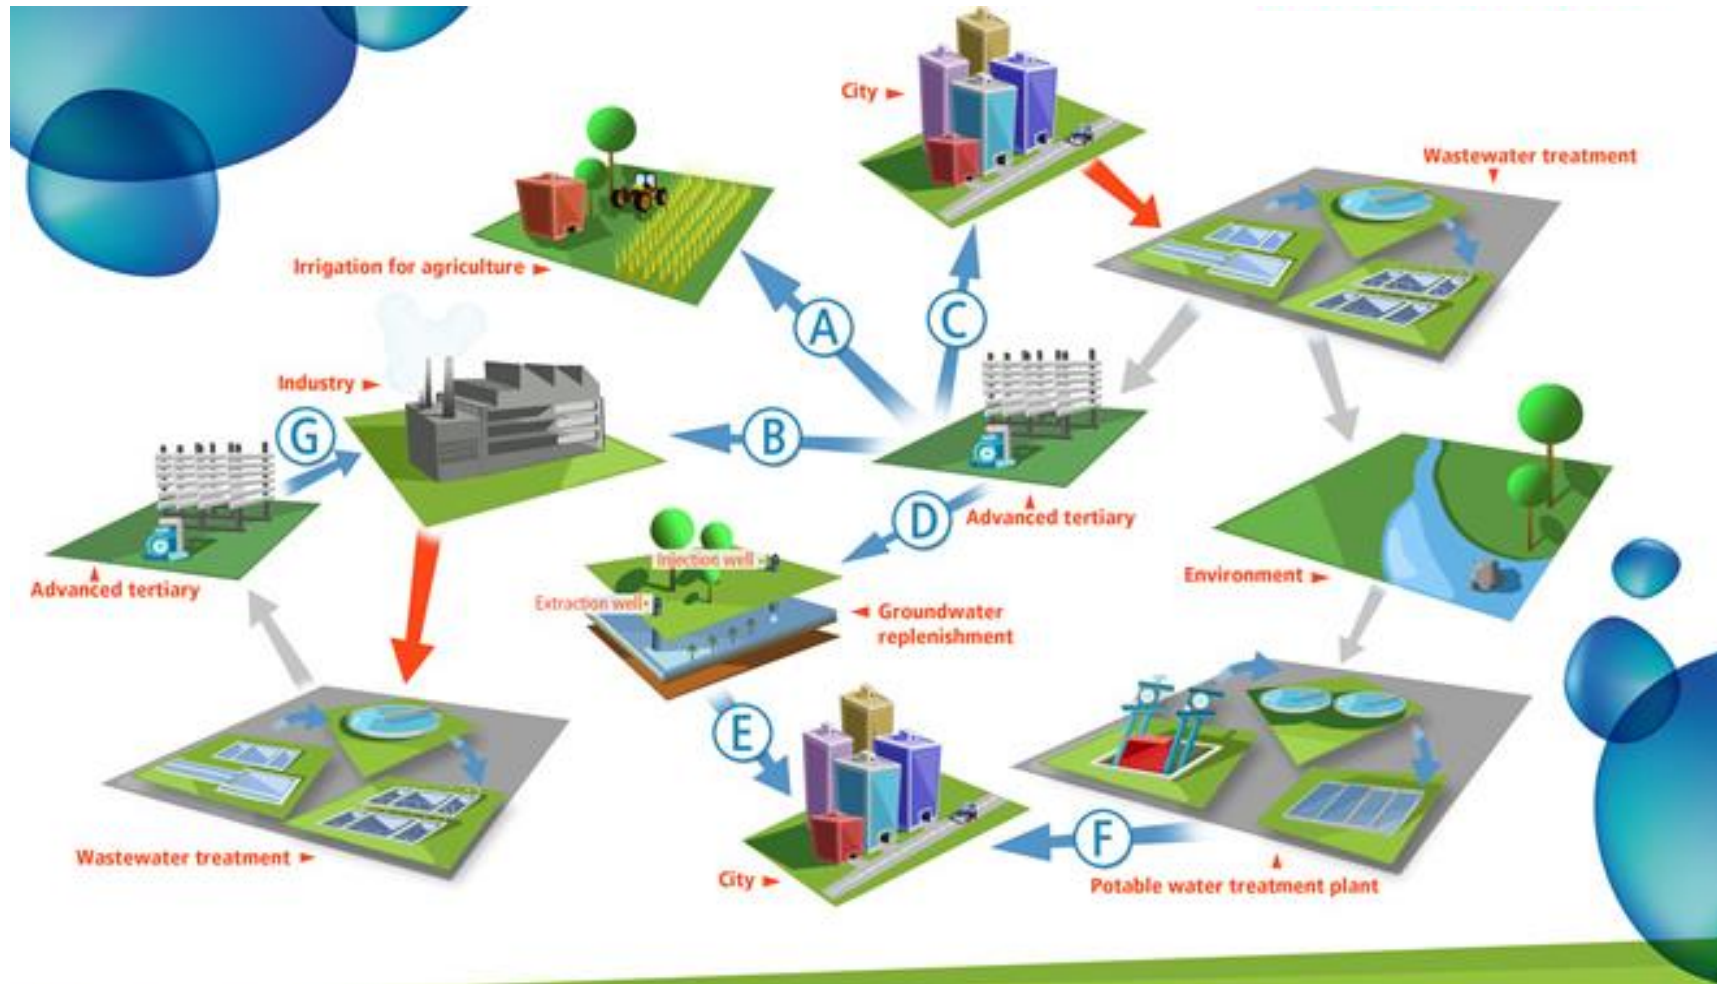 City
Wastewater treatment
Irrigation for agriculture
A
C
Industry
G
B
D
Advanced tertiary
Injection well
Environment
Advanced tertiary
Extraction well
Groundwater
replenishment
E
F
Wastewater treatment
City
Potable water treatment plant